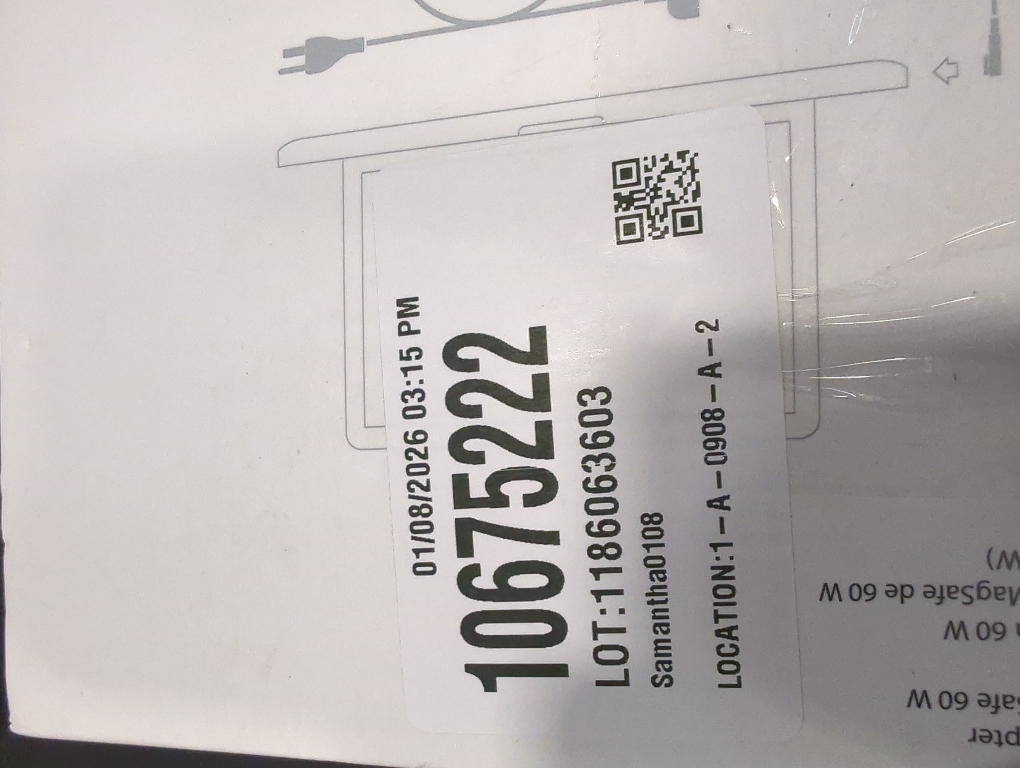 01/08/2026 03:15 PM
10675222
LOT:1186063603
Samantha0108
LOCATION:1-A-0908-A-2
pter
Safe 60 W
60 W
MagSafe de 60 W
W)